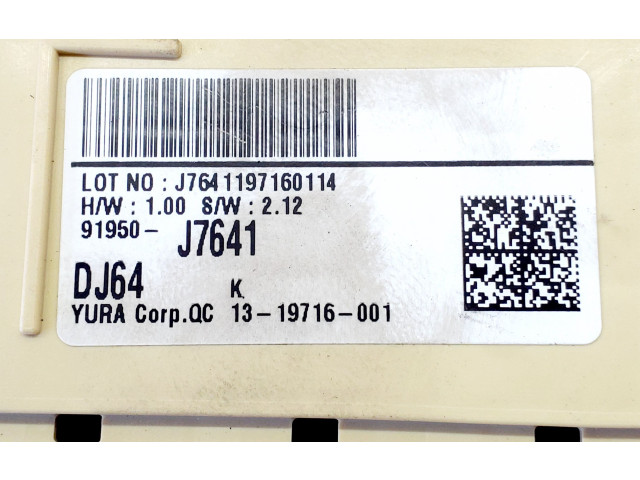 LOT NO : J7641197160114
H/W : 1.00 S/W : 2.12
91950- J7641
DJ64 K
YURA Corp.QC 13-19716-001